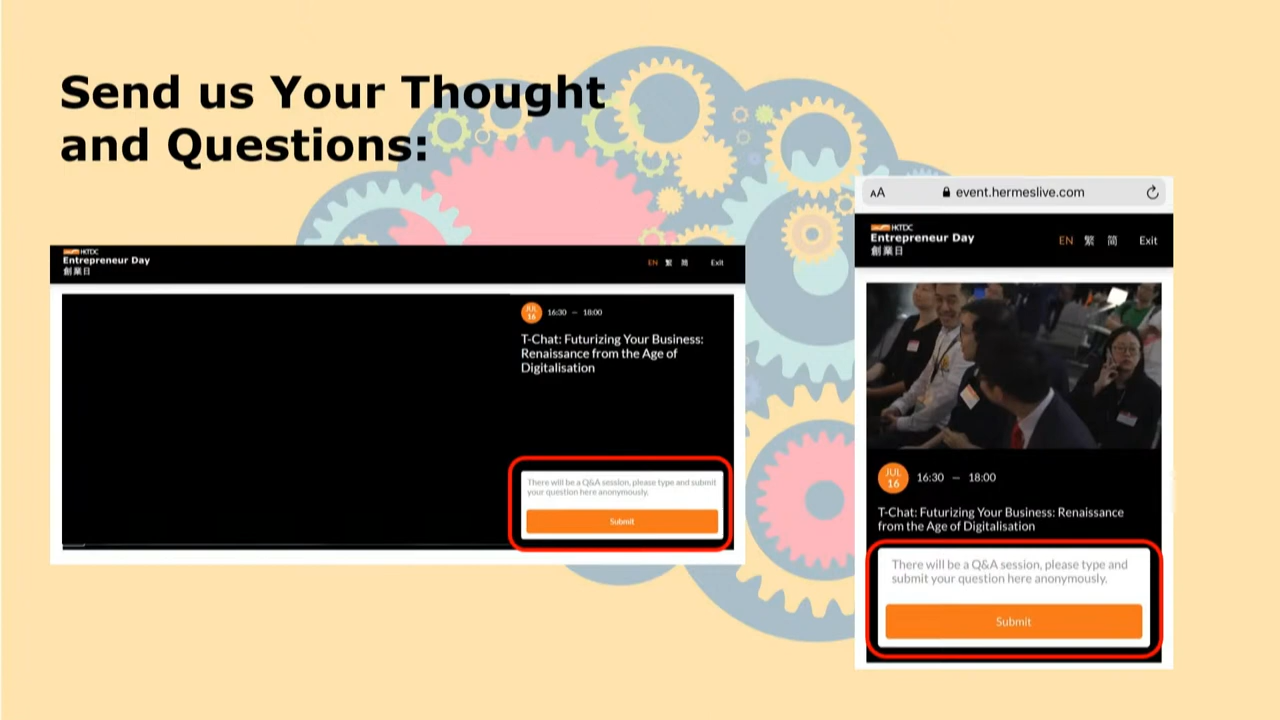 Send us Your Thought
and Questions:
HKTDC
Entrepreneur Day
創業日
EN 繁 簡 Exit
JUL
16
16:30 — 18:00
T-Chat: Futurizing Your Business:
Renaissance from the Age of
Digitalisation
There will be a Q&A session, please type and submit
your question here anonymously.
Submit
AA event.hermeslive.com
HKTDC
Entrepreneur Day
創業日
EN 繁 简 Exit
JUL
16
16:30 — 18:00
T-Chat: Futurizing Your Business: Renaissance
from the Age of Digitalisation
There will be a Q&A session, please type and
submit your question here anonymously.
Submit